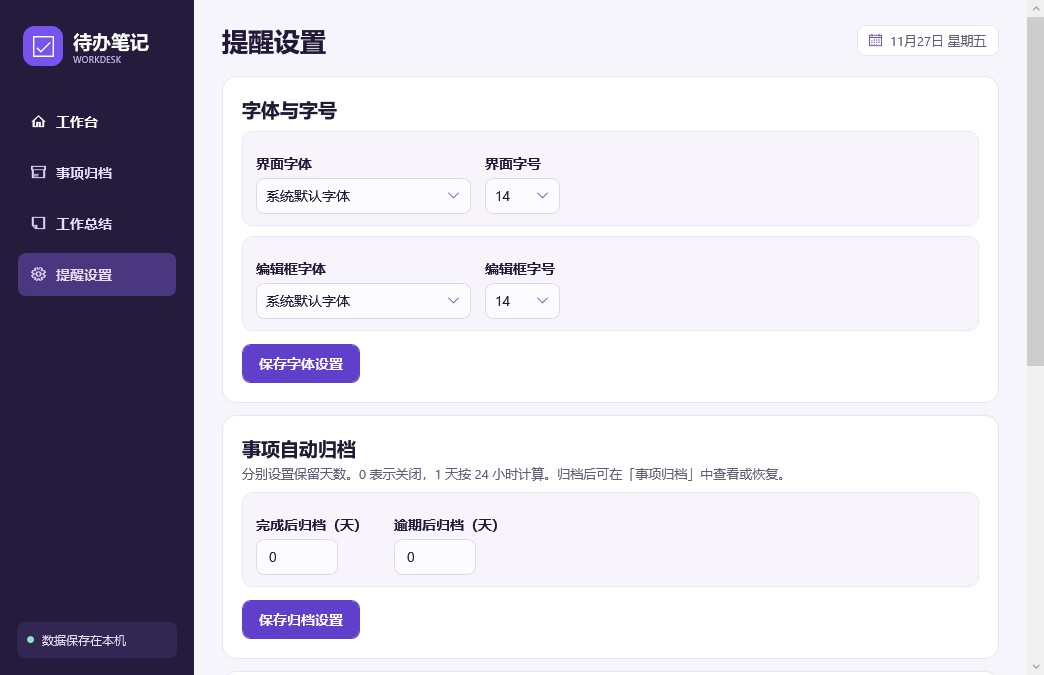 待办笔记
WORKDESK
工作台
事项归档
工作总结
提醒设置
数据保存在本机
提醒设置
11月27日 星期五
字体与字号
界面字体
界面字号
系统默认字体
14
编辑框字体
编辑框字号
系统默认字体
14
保存字体设置
事项自动归档
分别设置保留天数。0 表示关闭，1 天按 24 小时计算。归档后可在「事项归档」中查看或恢复。
完成后归档（天）
逾期后归档（天）
0
0
保存归档设置